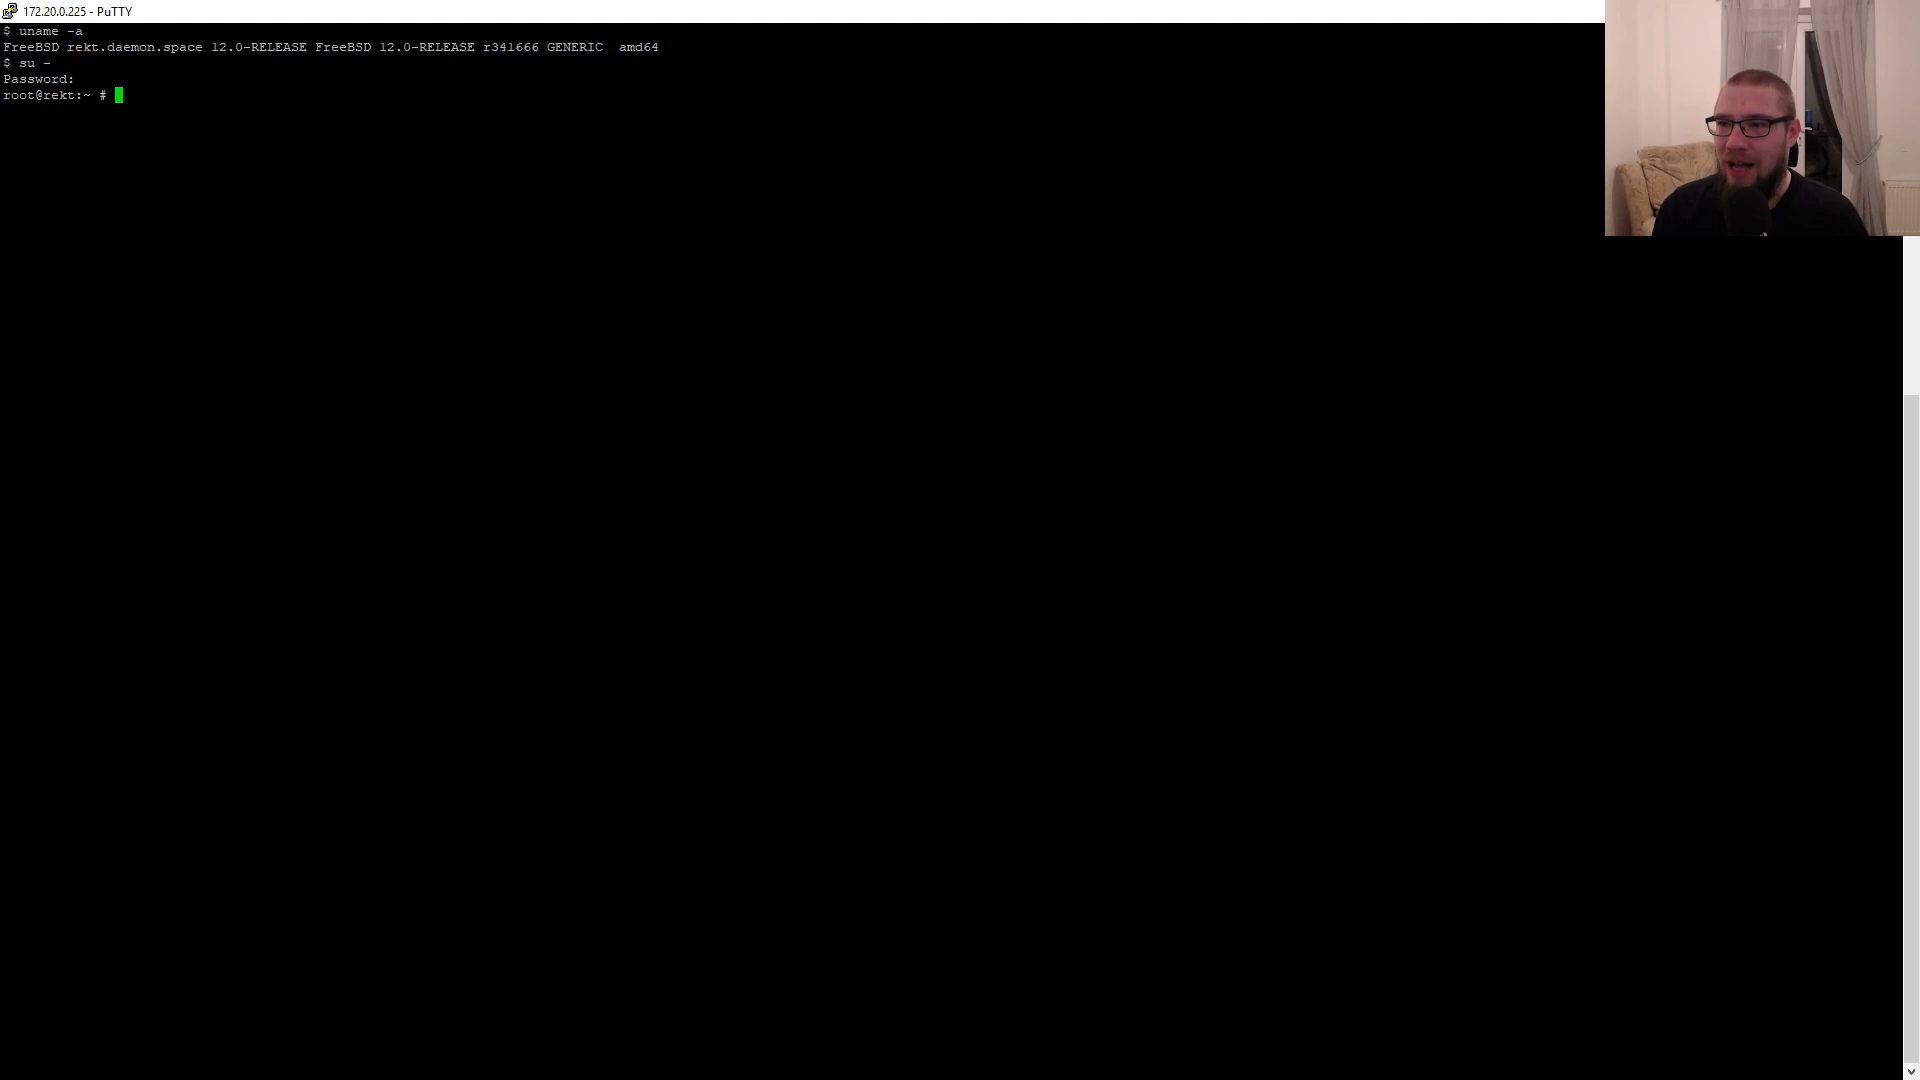 172.20.0.225 - PuTTY
$ uname -a
FreeBSD rekt.daemon.space 12.0-RELEASE FreeBSD 12.0-RELEASE r341666 GENERIC  amd64
$ su -
Password:
root@rekt:~ #